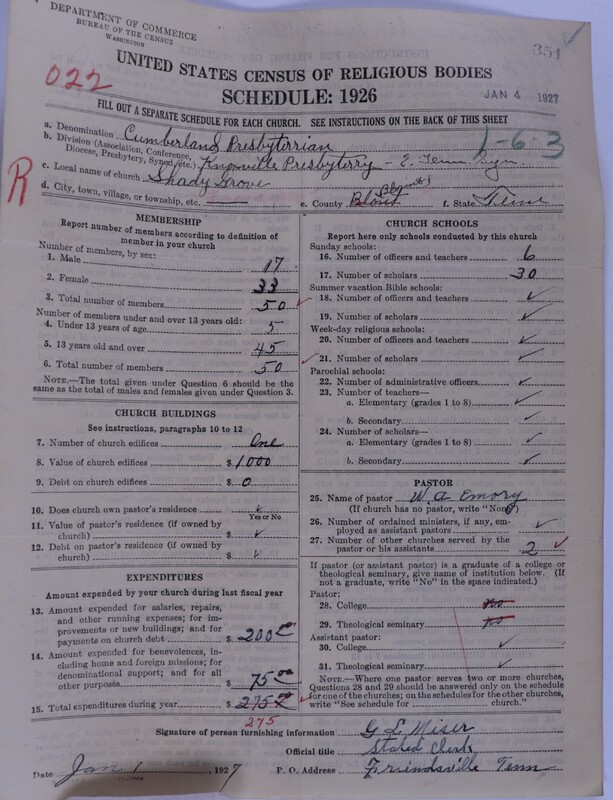 DEPARTMENT OF COMMERCE
BUREAU OF THE CENSUS
WASHINGTON
351
UNITED STATES CENSUS OF RELIGIOUS BODIES
022
SCHEDULE: 1926
JAN 4 1927
FILL OUT A SEPARATE SCHEDULE FOR EACH CHURCH. SEE INSTRUCTIONS ON THE BACK OF THIS SHEET
a. Denomination Cumberland Presbyterrian
1-6-3
b. Division (Association, Conference, Diocese, Presbytery, Synod, etc.) Knoxville Presbyterry - E. Tenn Syn.
R
c. Local name of church Shady Grove
d. City, town, village, or township, etc.
e. County Blont Blount
f. State Tenn
MEMBERSHIP
Report number of members according to definition of
member in your church
Number of members, by sex:
1. Male 17
2. Female 33
3. Total number of members 50
Number of members under and over 13 years old:
4. Under 13 years of age 5
5. 13 years old and over 45
6. Total number of members 50
NOTE.—The total given under Question 6 should be the
same as the total of males and females given under Question 3.
CHURCH BUILDINGS
See instructions, paragraphs 10 to 12
7. Number of church edifices One
8. Value of church edifices $ 1000
9. Debt on church edifices $ 0
10. Does church own pastor's residence ✓
Yes or No
11. Value of pastor's residence (if owned by
church) $ ✓
12. Debt on pastor's residence (if owned by
church) $ ✓
EXPENDITURES
Amount expended by your church during last fiscal year
13. Amount expended for salaries, repairs,
and other running expenses; for im-
provements or new buildings; and for
payments on church debt $ 200 00
14. Amount expended for benevolences, in-
cluding home and foreign missions; for
denominational support; and for all
other purposes $ 75 00
15. Total expenditures during year $ 275
275
CHURCH SCHOOLS
Report here only schools conducted by this church
Sunday schools:
16. Number of officers and teachers 6
17. Number of scholars 30
Summer vacation Bible schools:
18. Number of officers and teachers ✓
19. Number of scholars ✓
Week-day religious schools:
20. Number of officers and teachers ✓
21. Number of scholars ✓
Parochial schools:
22. Number of administrative officers ✓
23. Number of teachers—
a. Elementary (grades 1 to 8) ✓
b. Secondary ✓
24. Number of scholars—
a. Elementary (grades 1 to 8) ✓
b. Secondary ✓
PASTOR
25. Name of pastor W. A. Emory
(If church has no pastor, write "None")
26. Number of ordained ministers, if any, em-
ployed as assistant pastors ✓
27. Number of other churches served by the
pastor or his assistants 2
If pastor (or assistant pastor) is a graduate of a college or
theological seminary, give name of institution below. (If
not a graduate, write "No" in the space indicated.)
Pastor:
28. College no
29. Theological seminary no
Assistant pastor:
30. College ✓
31. Theological seminary ✓
NOTE.—Where one pastor serves two or more churches,
Questions 28 and 29 should be answered only on the schedule
for one of the churches; on the schedules for the other churches,
write "See schedule for church."
Signature of person furnishing information G L Miser
Official title Stated Clerk
Date Jan 1, 1927
P. O. Address Friendsville Tenn